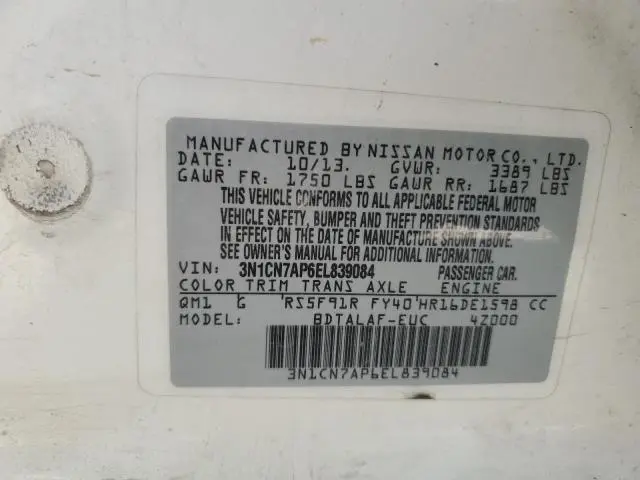 MANUFACTURED BY NISSAN MOTOR CO., LTD.
DATE: 10/13. GVWR: 3389 LBS
GAWR FR: 1750 LBS GAWR RR: 1687 LBS
THIS VEHICLE CONFORMS TO ALL APPLICABLE FEDERAL MOTOR
VEHICLE SAFETY, BUMPER AND THEFT PREVENTION STANDARDS
IN EFFECT ON THE DATE OF MANUFACTURE SHOWN ABOVE.
SEE OWNER'S MANUAL FOR ADDITIONAL INFORMATION.
VIN: 3N1CN7AP6EL839084 PASSENGER CAR.
COLOR TRIM TRANS AXLE ENGINE
QM1 G 'RS5F91R FY40'HR16DE1598 CC
MODEL: BDTALAF-EUC 4Z000
3N1CN7AP6EL839084